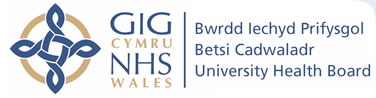 GIG
CYMRU
NHS
WALES
Bwrdd Iechyd Prifysgol
Betsi Cadwaladr
University Health Board